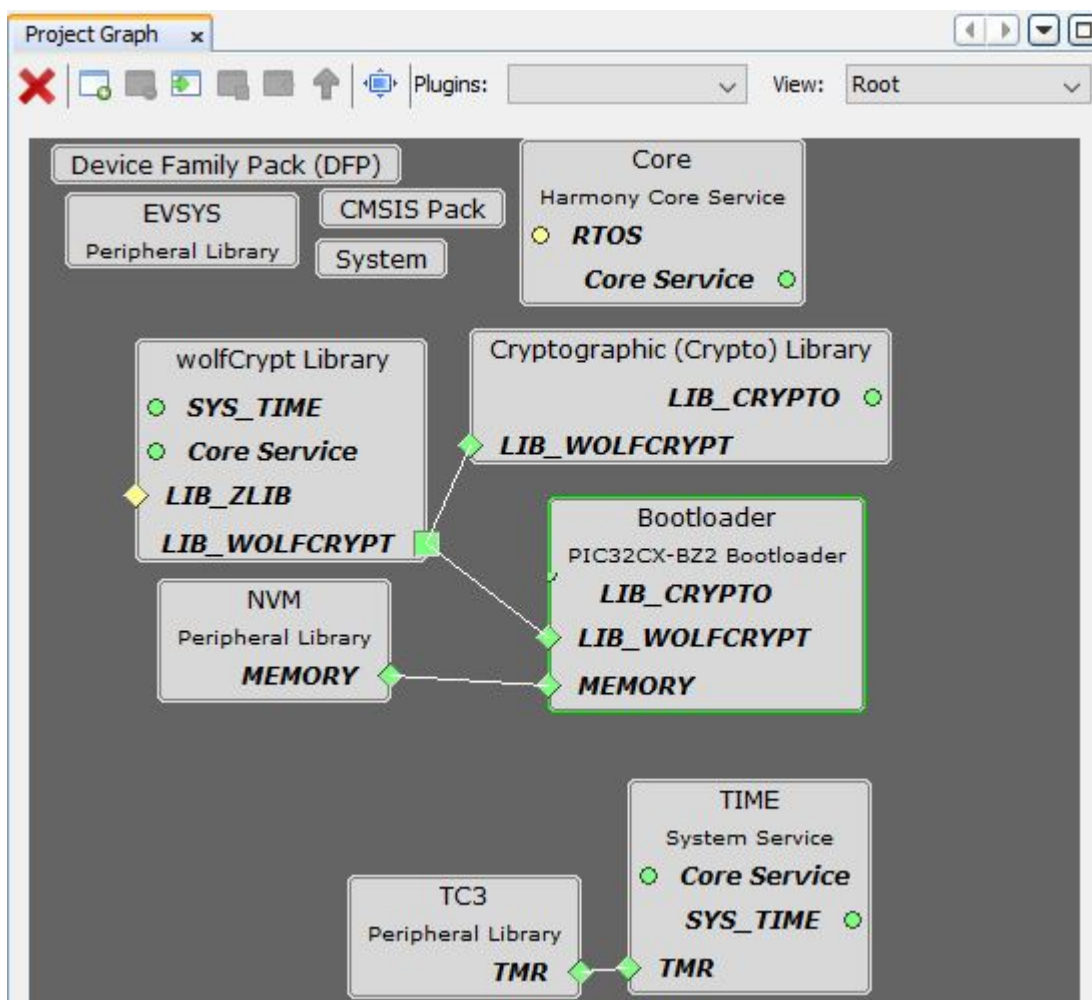 Project Graph
Plugins:
View:
Root
Device Family Pack (DFP)
EVSYS
Peripheral Library
CMSIS Pack
System
Core
Harmony Core Service
RTOS
Core Service
wolfCrypt Library
SYS_TIME
Core Service
LIB_ZLIB
LIB_WOLFCRYPT
Cryptographic (Crypto) Library
LIB_CRYPTO
LIB_WOLFCRYPT
Bootloader
PIC32CX-BZ2 Bootloader
LIB_CRYPTO
LIB_WOLFCRYPT
MEMORY
NVM
Peripheral Library
MEMORY
TIME
System Service
Core Service
SYS_TIME
TMR
TC3
Peripheral Library
TMR